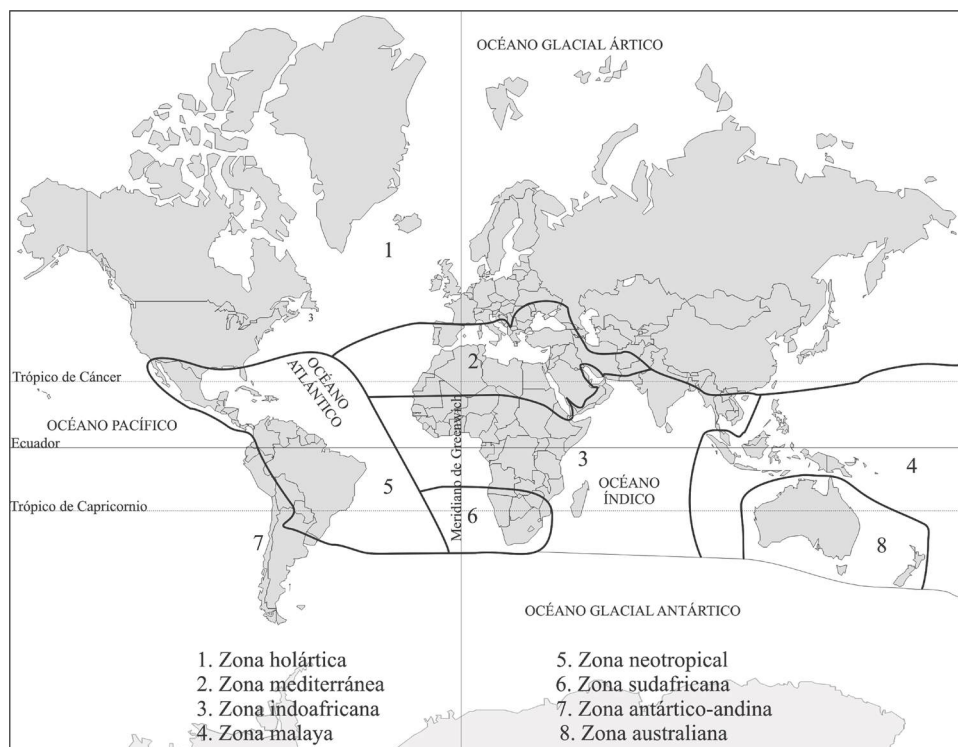 OCÉANO GLACIAL ÁRTICO
1
3
2
Trópico de Cáncer
OCÉANO
ATLÁNTICO
OCÉANO PACÍFICO
Meridiano de Greenwich
Ecuador
3
4
5
OCÉANO
ÍNDICO
Trópico de Capricornio
6
7
8
OCÉANO GLACIAL ANTÁRTICO
1. Zona holártica
2. Zona mediterránea
3. Zona indoafricana
4. Zona malaya
5. Zona neotropical
6. Zona sudafricana
7. Zona antártico-andina
8. Zona australiana